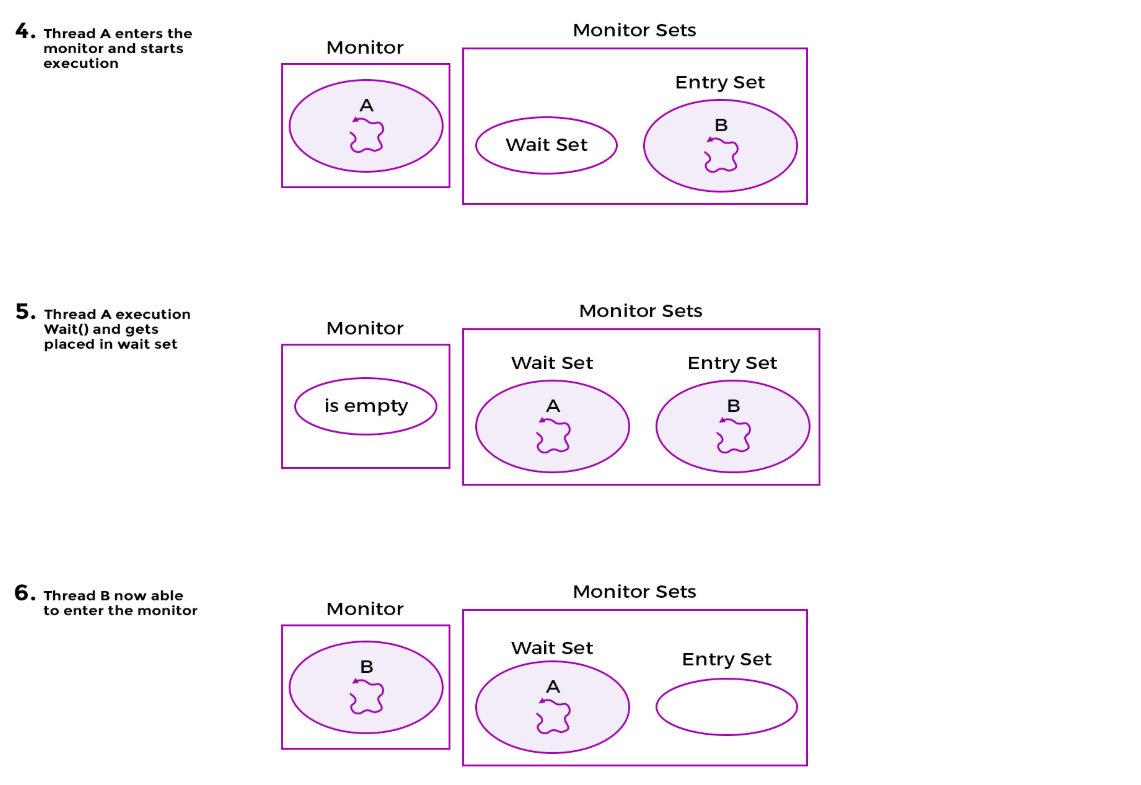 4. Thread A enters the
monitor and starts
execution
Monitor
A
Monitor Sets
Wait Set
Entry Set
B
5. Thread A execution
Wait() and gets
placed in wait set
Monitor
is empty
Monitor Sets
Wait Set
A
Entry Set
B
6. Thread B now able
to enter the monitor
Monitor
B
Monitor Sets
Wait Set
A
Entry Set